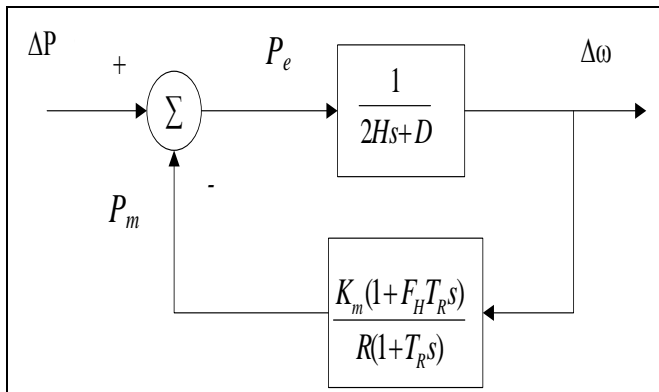 ΔP
+
P_e
Δω
Σ
1
2Hs+D
-
P_m
K_m(1+F_H T_R s)
R(1+T_R s)